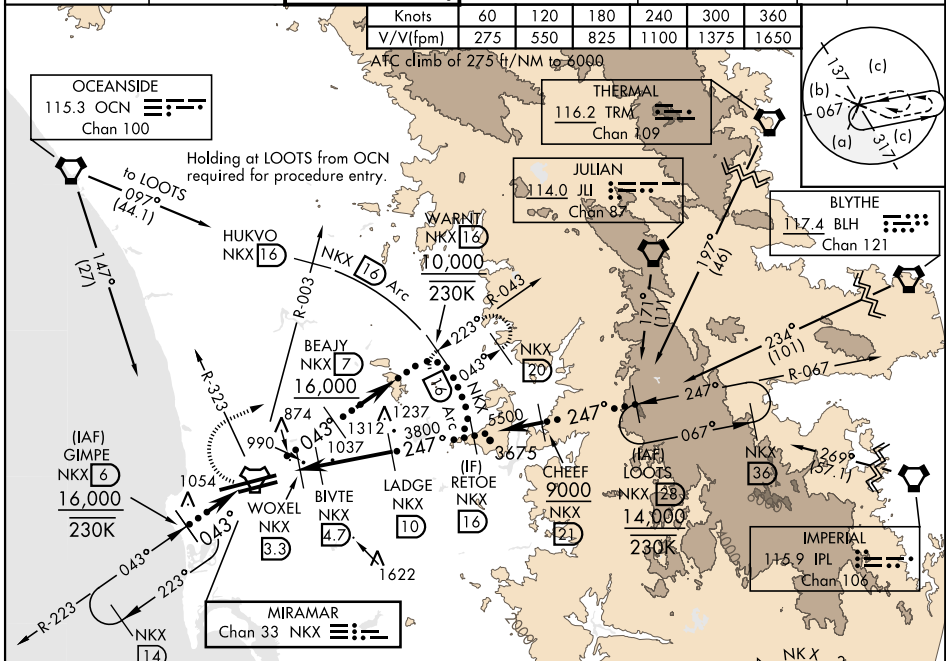 Knots 60 120 180 240 300 360
V/V(fpm) 275 550 825 1100 1375 1650
ATC climb of 275 ft/NM to 6000
OCEANSIDE
115.3 OCN
Chan 100
THERMAL
116.2 TRM
Chan 109
137
(c)
(b)
067
(a)
(c)
317
Holding at LOOTS from OCN
required for procedure entry.
to LOOTS
097°
(44.1)
JULIAN
114.0 JLI
Chan 87
BLYTHE
117.4 BLH
Chan 121
147°
(27)
HUKVO
NKX 16
NKX 16 Arc
WARNT
NKX 16
10,000
230K
R-003
R-043
223°
043°
171°
197°
(46)
234°
(101)
R-067
BEAJY
NKX 7
16,000
NKX
20
16
Arc
NKX
R-323
874
990
043°
1312
1037
1237
3800
247°
5500
3675
247°
247°
067°
(IAF)
GIMPE
NKX 6
16,000
230K
1054
043°
WOXEL
NKX
3.3
BIVTE
NKX
4.7
LADGE
NKX
10
(IF)
RETOE
NKX
16
CHEEF
9000
NKX
21
(IAF)
LOOTS
NKX 28
14,000
230K
NKX
36
269°
(67.1)
1622
043°
223°
R-223
NKX
14
MIRAMAR
Chan 33 NKX
IMPERIAL
115.9 IPL
Chan 106
4000
2000
NKX